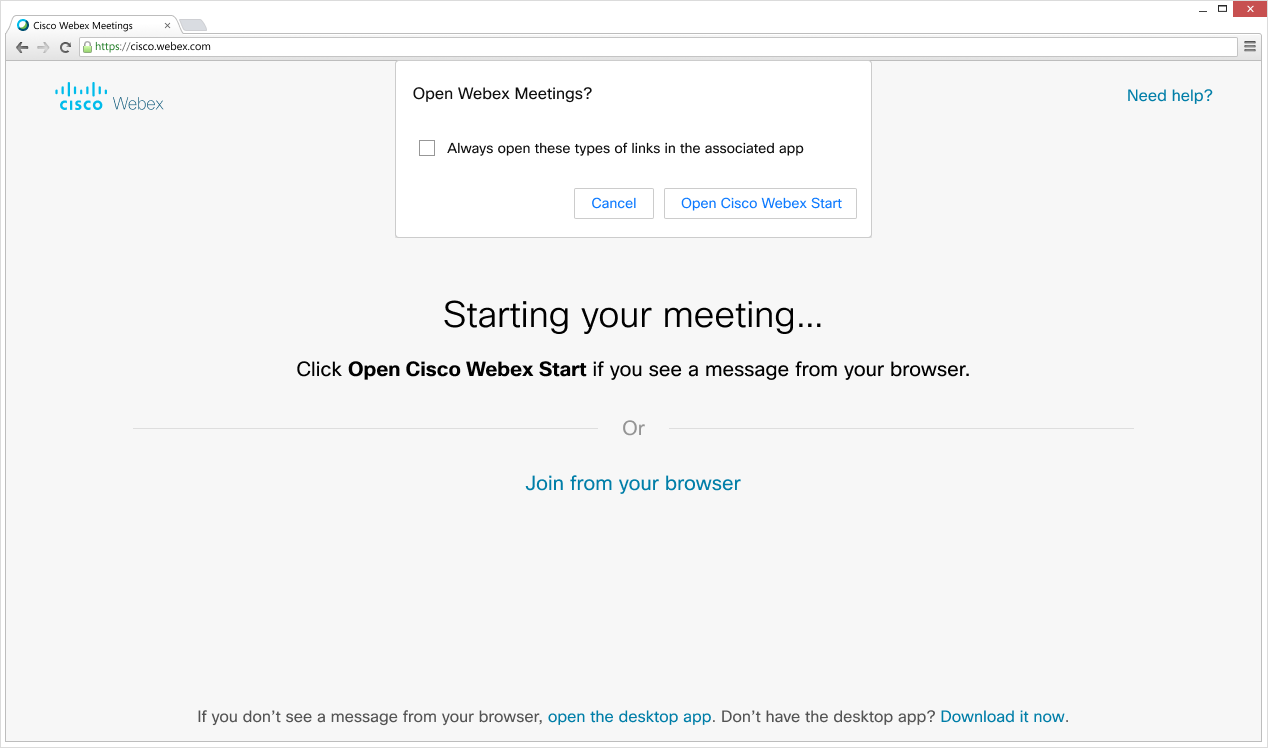 Cisco Webex Meetings
https://cisco.webex.com
cisco Webex
Open Webex Meetings?
Need help?
Always open these types of links in the associated app
Cancel
Open Cisco Webex Start
Starting your meeting...
Click Open Cisco Webex Start if you see a message from your browser.
Or
Join from your browser
If you don’t see a message from your browser, open the desktop app. Don’t have the desktop app? Download it now.